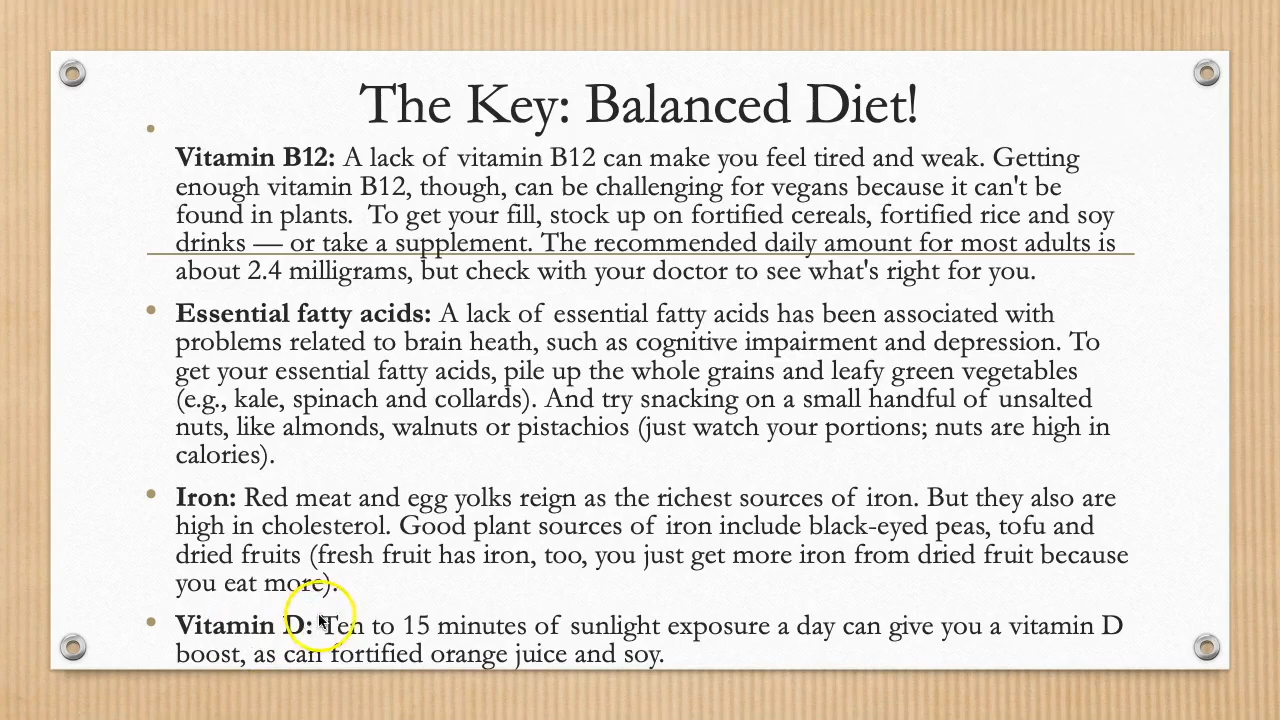 The Key: Balanced Diet!
•
Vitamin B12: A lack of vitamin B12 can make you feel tired and weak. Getting
enough vitamin B12, though, can be challenging for vegans because it can't be
found in plants.  To get your fill, stock up on fortified cereals, fortified rice and soy
drinks — or take a supplement. The recommended daily amount for most adults is
about 2.4 milligrams, but check with your doctor to see what's right for you.
• Essential fatty acids: A lack of essential fatty acids has been associated with
problems related to brain heath, such as cognitive impairment and depression. To
get your essential fatty acids, pile up the whole grains and leafy green vegetables
(e.g., kale, spinach and collards). And try snacking on a small handful of unsalted
nuts, like almonds, walnuts or pistachios (just watch your portions; nuts are high in
calories).
• Iron: Red meat and egg yolks reign as the richest sources of iron. But they also are
high in cholesterol. Good plant sources of iron include black-eyed peas, tofu and
dried fruits (fresh fruit has iron, too, you just get more iron from dried fruit because
you eat more).
• Vitamin D: Ten to 15 minutes of sunlight exposure a day can give you a vitamin D
boost, as can fortified orange juice and soy.